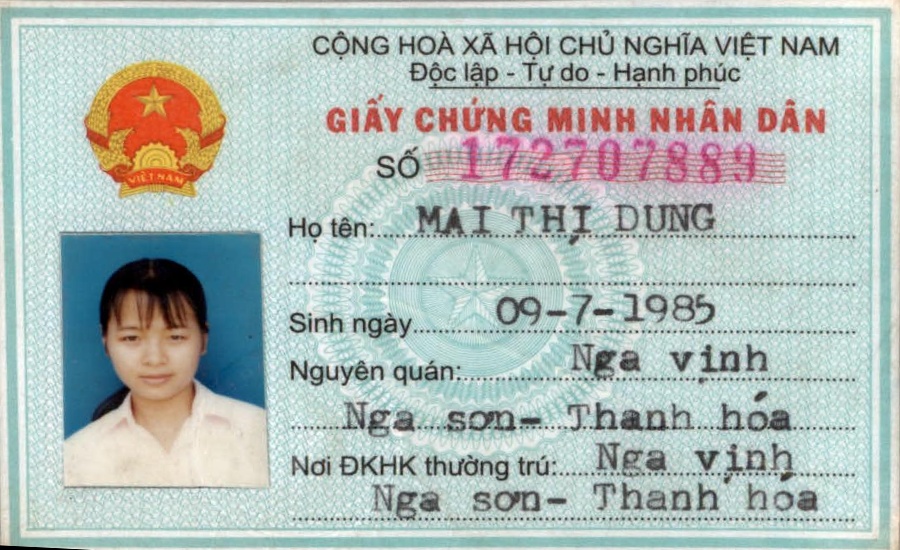 CỘNG HOÀ XÃ HỘI CHỦ NGHĨA VIỆT NAM
Độc lập - Tự do - Hạnh phúc
GIẤY CHỨNG MINH NHÂN DÂN
SỐ 172707889
VIỆT NAM
Họ tên: MAI THỊ DUNG
Sinh ngày 09-7-1985
Nguyên quán: Nga vịnh
Nga sơn- Thanh hóa
Nơi ĐKHK thường trú: Nga vịnh
Nga sơn- Thanh hóa